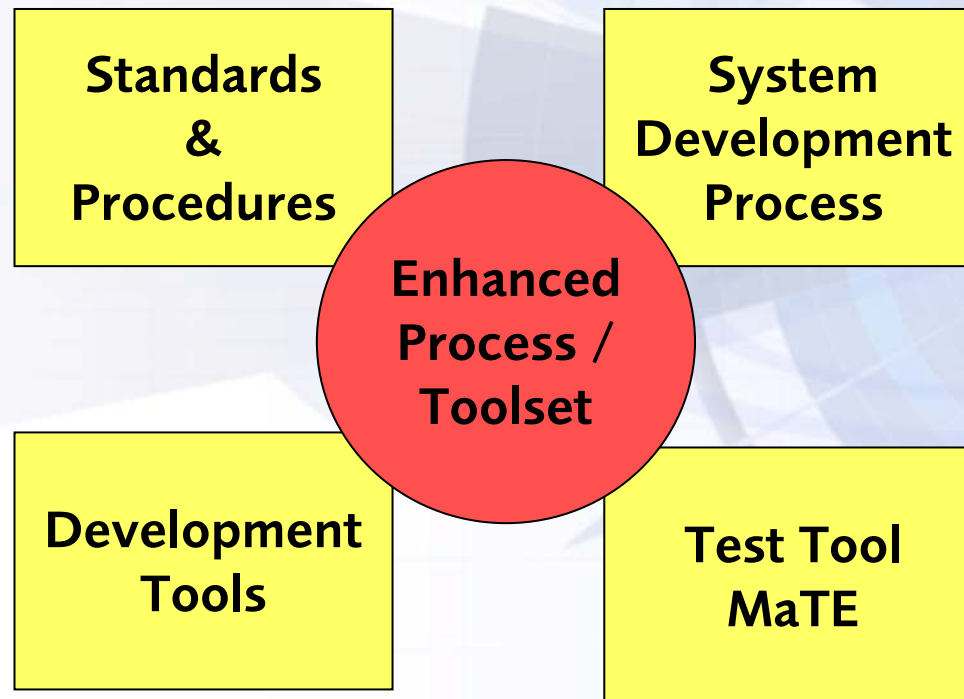 Standards
&
Procedures
System
Development
Process
Enhanced
Process /
Toolset
Development
Tools
Test Tool
MaTE